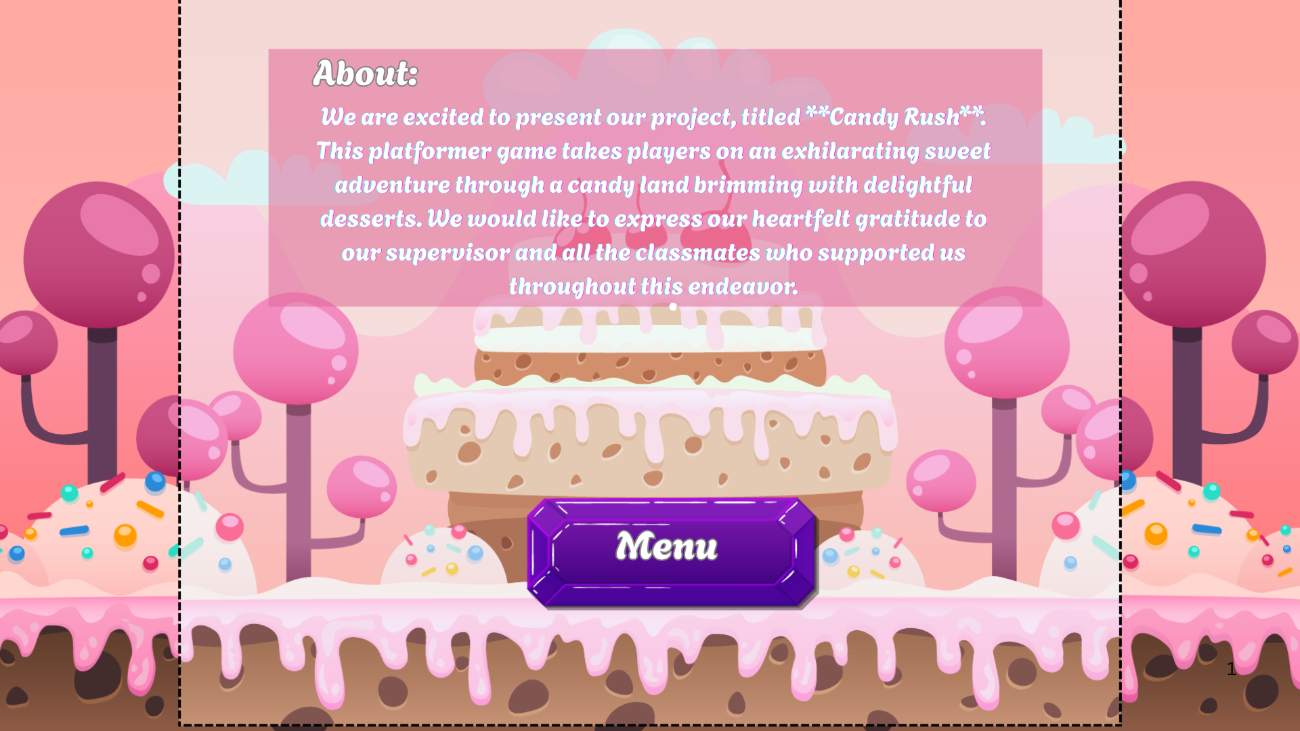 About:
We are excited to present our project, titled **Candy Rush**.
This platformer game takes players on an exhilarating sweet
adventure through a candy land brimming with delightful
desserts. We would like to express our heartfelt gratitude to
our supervisor and all the classmates who supported us
throughout this endeavor.
Menu
1